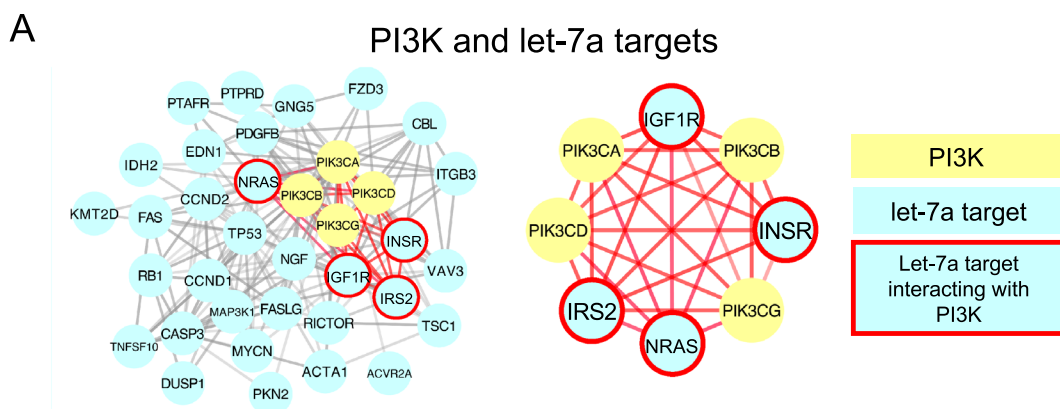 A
PI3K and let-7a targets
PTAFR
PTPRD
GNG5
FZD3
CBL
PDGFB
EDN1
IDH2
NRAS
PIK3CA
PIK3CB
PIK3CD
PIK3CG
ITGB3
KMT2D
FAS
CCND2
TP53
NGF
INSR
IGF1R
IRS2
VAV3
RB1
CCND1
MAP3K1
FASLG
RICTOR
TSC1
TNFSF10
CASP3
MYCN
DUSP1
PKN2
ACTA1
ACVR2A
IGF1R
PIK3CA
PIK3CB
PIK3CD
INSR
IRS2
PIK3CG
NRAS
PI3K
let-7a target
Let-7a target
interacting with
PI3K